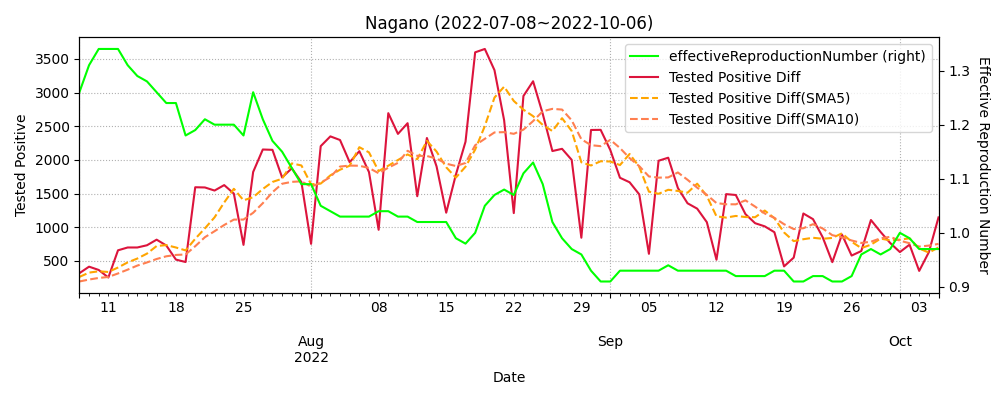 Nagano (2022-07-08~2022-10-06)
effectiveReproductionNumber (right)
Tested Positive Diff
Tested Positive Diff(SMA5)
Tested Positive Diff(SMA10)
Tested Positive
3500
3000
2500
2000
1500
1000
500
1.3
1.2
1.1
1.0
0.9
Effective Reproduction Number
11 18 25 08 15 22 29 05 12 19 26 03
Aug Sep Oct
2022
Date